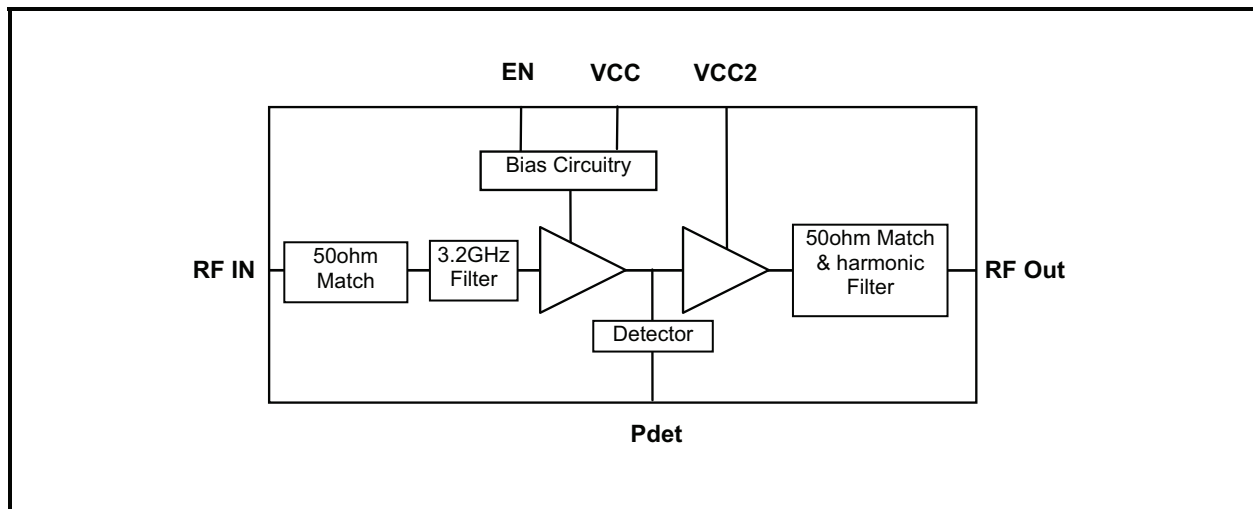 EN VCC VCC2
Bias Circuitry
RF IN
50ohm
Match
3.2GHz
Filter
50ohm Match
& harmonic
Filter
RF Out
Detector
Pdet